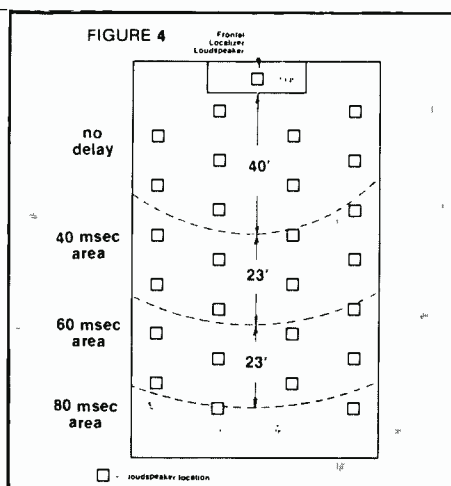 FIGURE 4
Frontal
Localizer
Loudspeaker
no
delay
40'
40 msec
area
23'
60 msec
area
23'
80 msec
area
- loudspeaker location